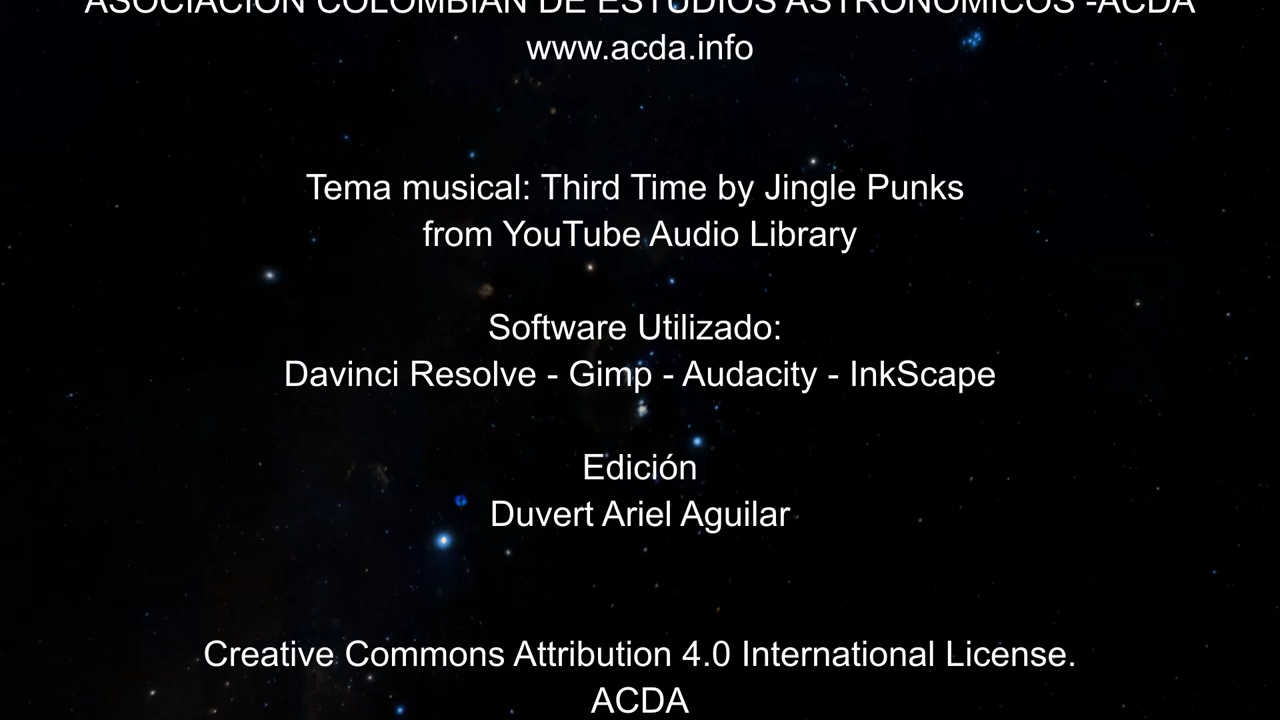 ASOCIACION COLOMBIAN DE ESTUDIOS ASTRONOMICOS -ACDA
www.acda.info
Tema musical: Third Time by Jingle Punks
from YouTube Audio Library
Software Utilizado:
Davinci Resolve - Gimp - Audacity - InkScape
Edición
Duvert Ariel Aguilar
Creative Commons Attribution 4.0 International License.
ACDA